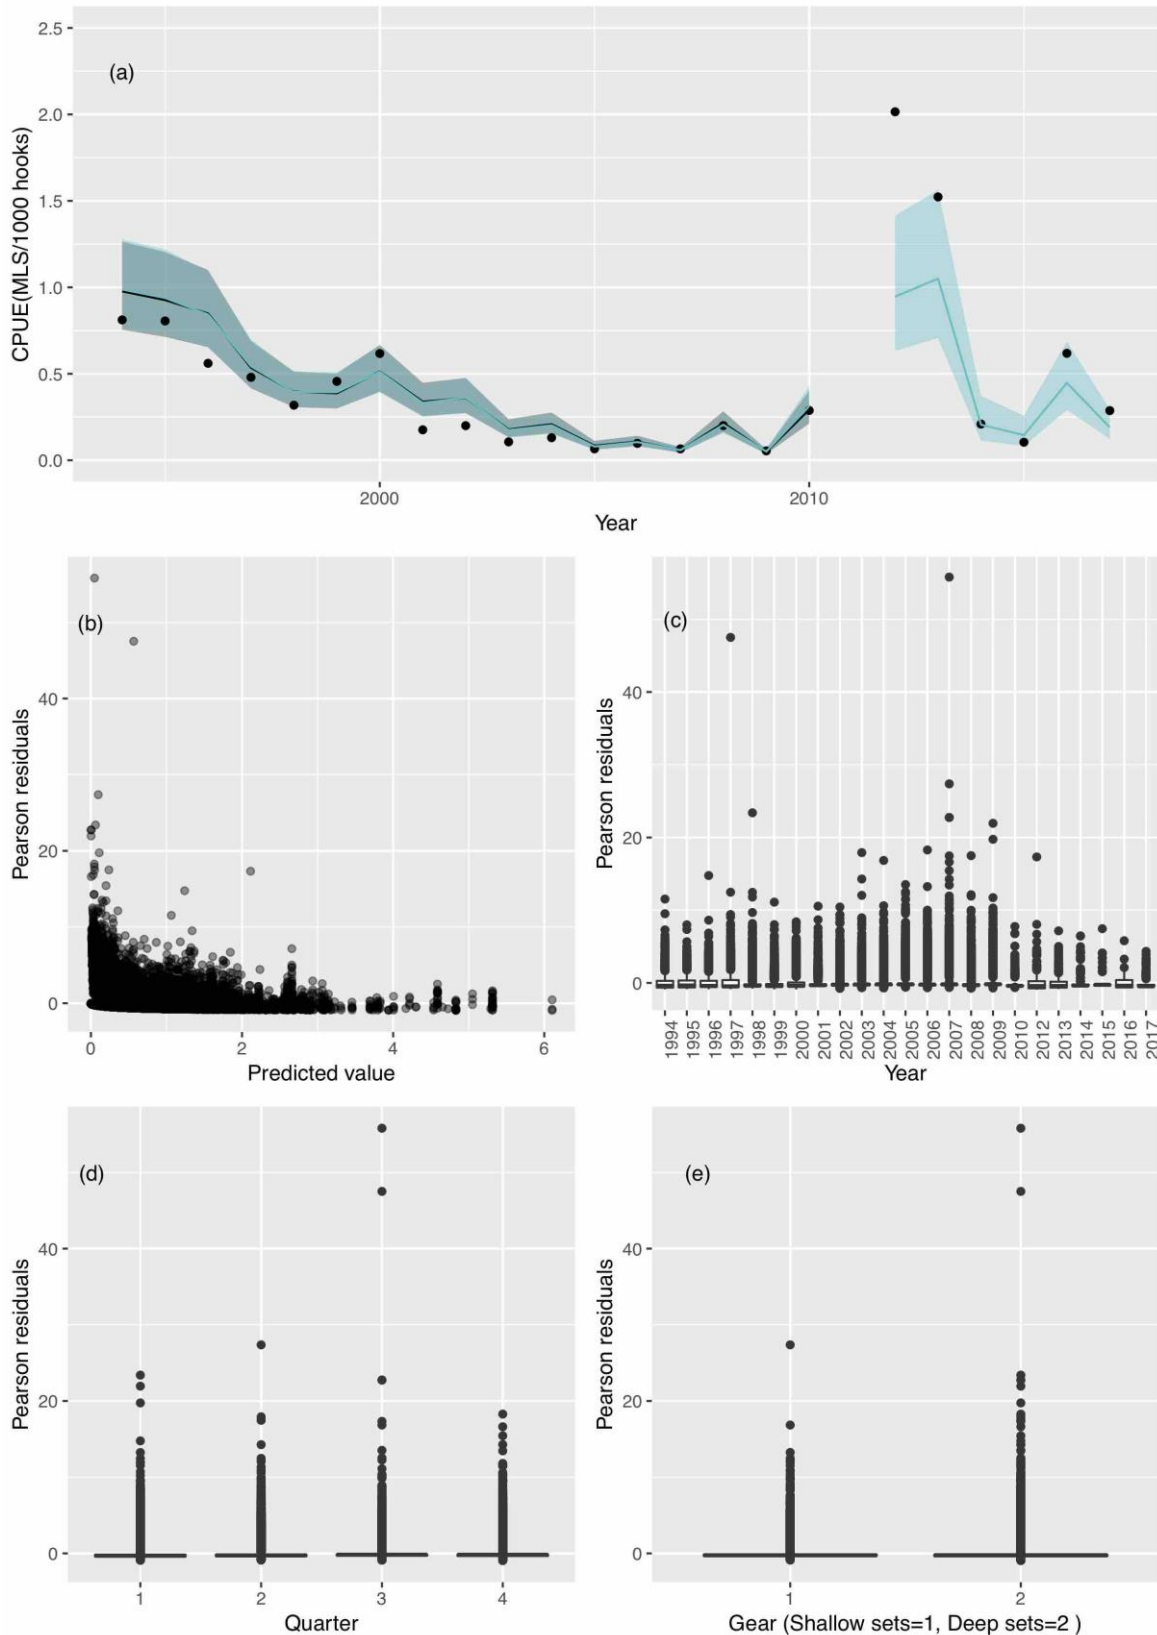 (a)
CPUE(MLS/1000 hooks)
2.5
2.0
1.5
1.0
0.5
0.0
2000 2010
Year
(b)
Pearson residuals
40
20
0
0 2 4 6
Predicted value
(c)
Pearson residuals
40
20
0
1994 1995 1996 1997 1998 1999 2000 2001 2002 2003 2004 2005 2006 2007 2008 2009 2010 2012 2013 2014 2015 2016 2017
Year
(d)
Pearson residuals
40
20
0
1 2 3 4
Quarter
(e)
Pearson residuals
40
20
0
1 2
Gear (Shallow sets=1, Deep sets=2 )